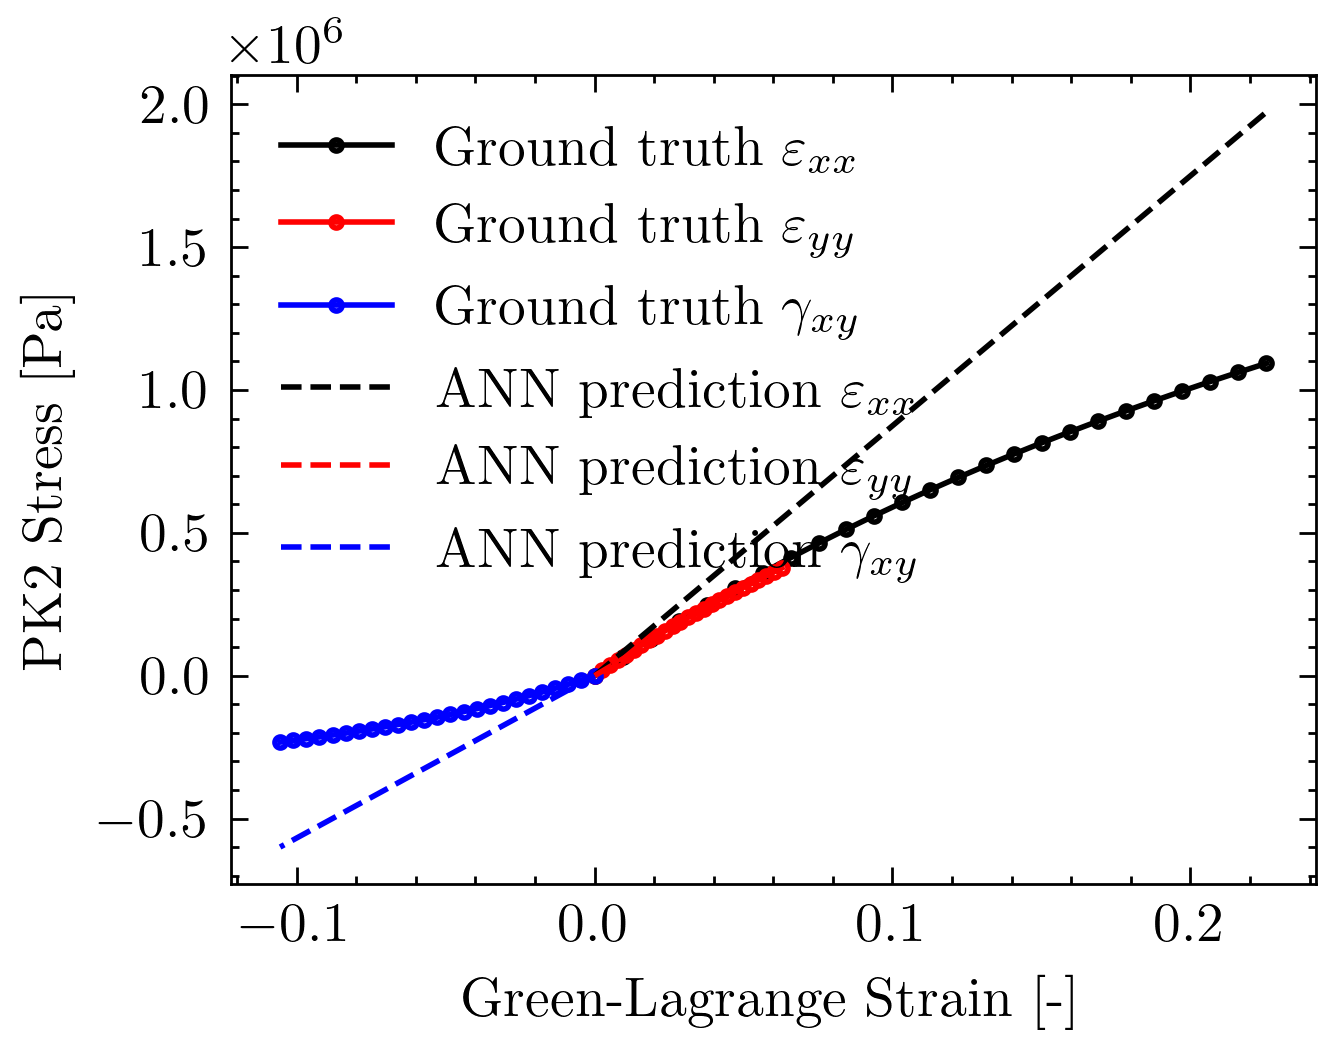 ×10⁶
2.0
1.5
1.0
0.5
0.0
−0.5
PK2 Stress [Pa]
Ground truth εxx
Ground truth εyy
Ground truth γxy
ANN prediction εxx
ANN prediction εyy
ANN prediction γxy
−0.1 0.0 0.1 0.2
Green-Lagrange Strain [-]